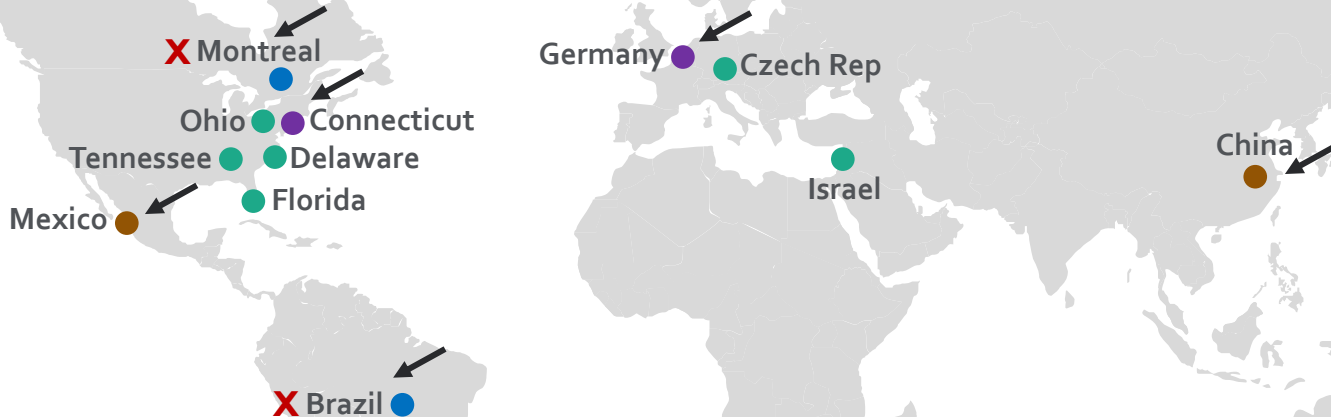 X Montreal
Ohio
Connecticut
Tennessee
Delaware
Florida
Mexico
X Brazil
Germany
Czech Rep
Israel
China